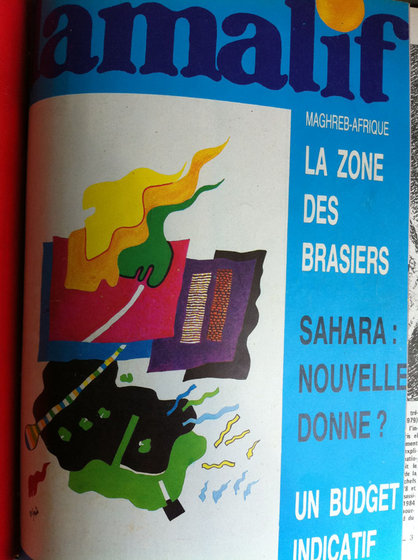 lamalif
MAGHREB-AFRIQUE
LA ZONE
DES
BRASIERS
SAHARA :
NOUVELLE
DONNE ?
UN BUDGET
INDICATIF